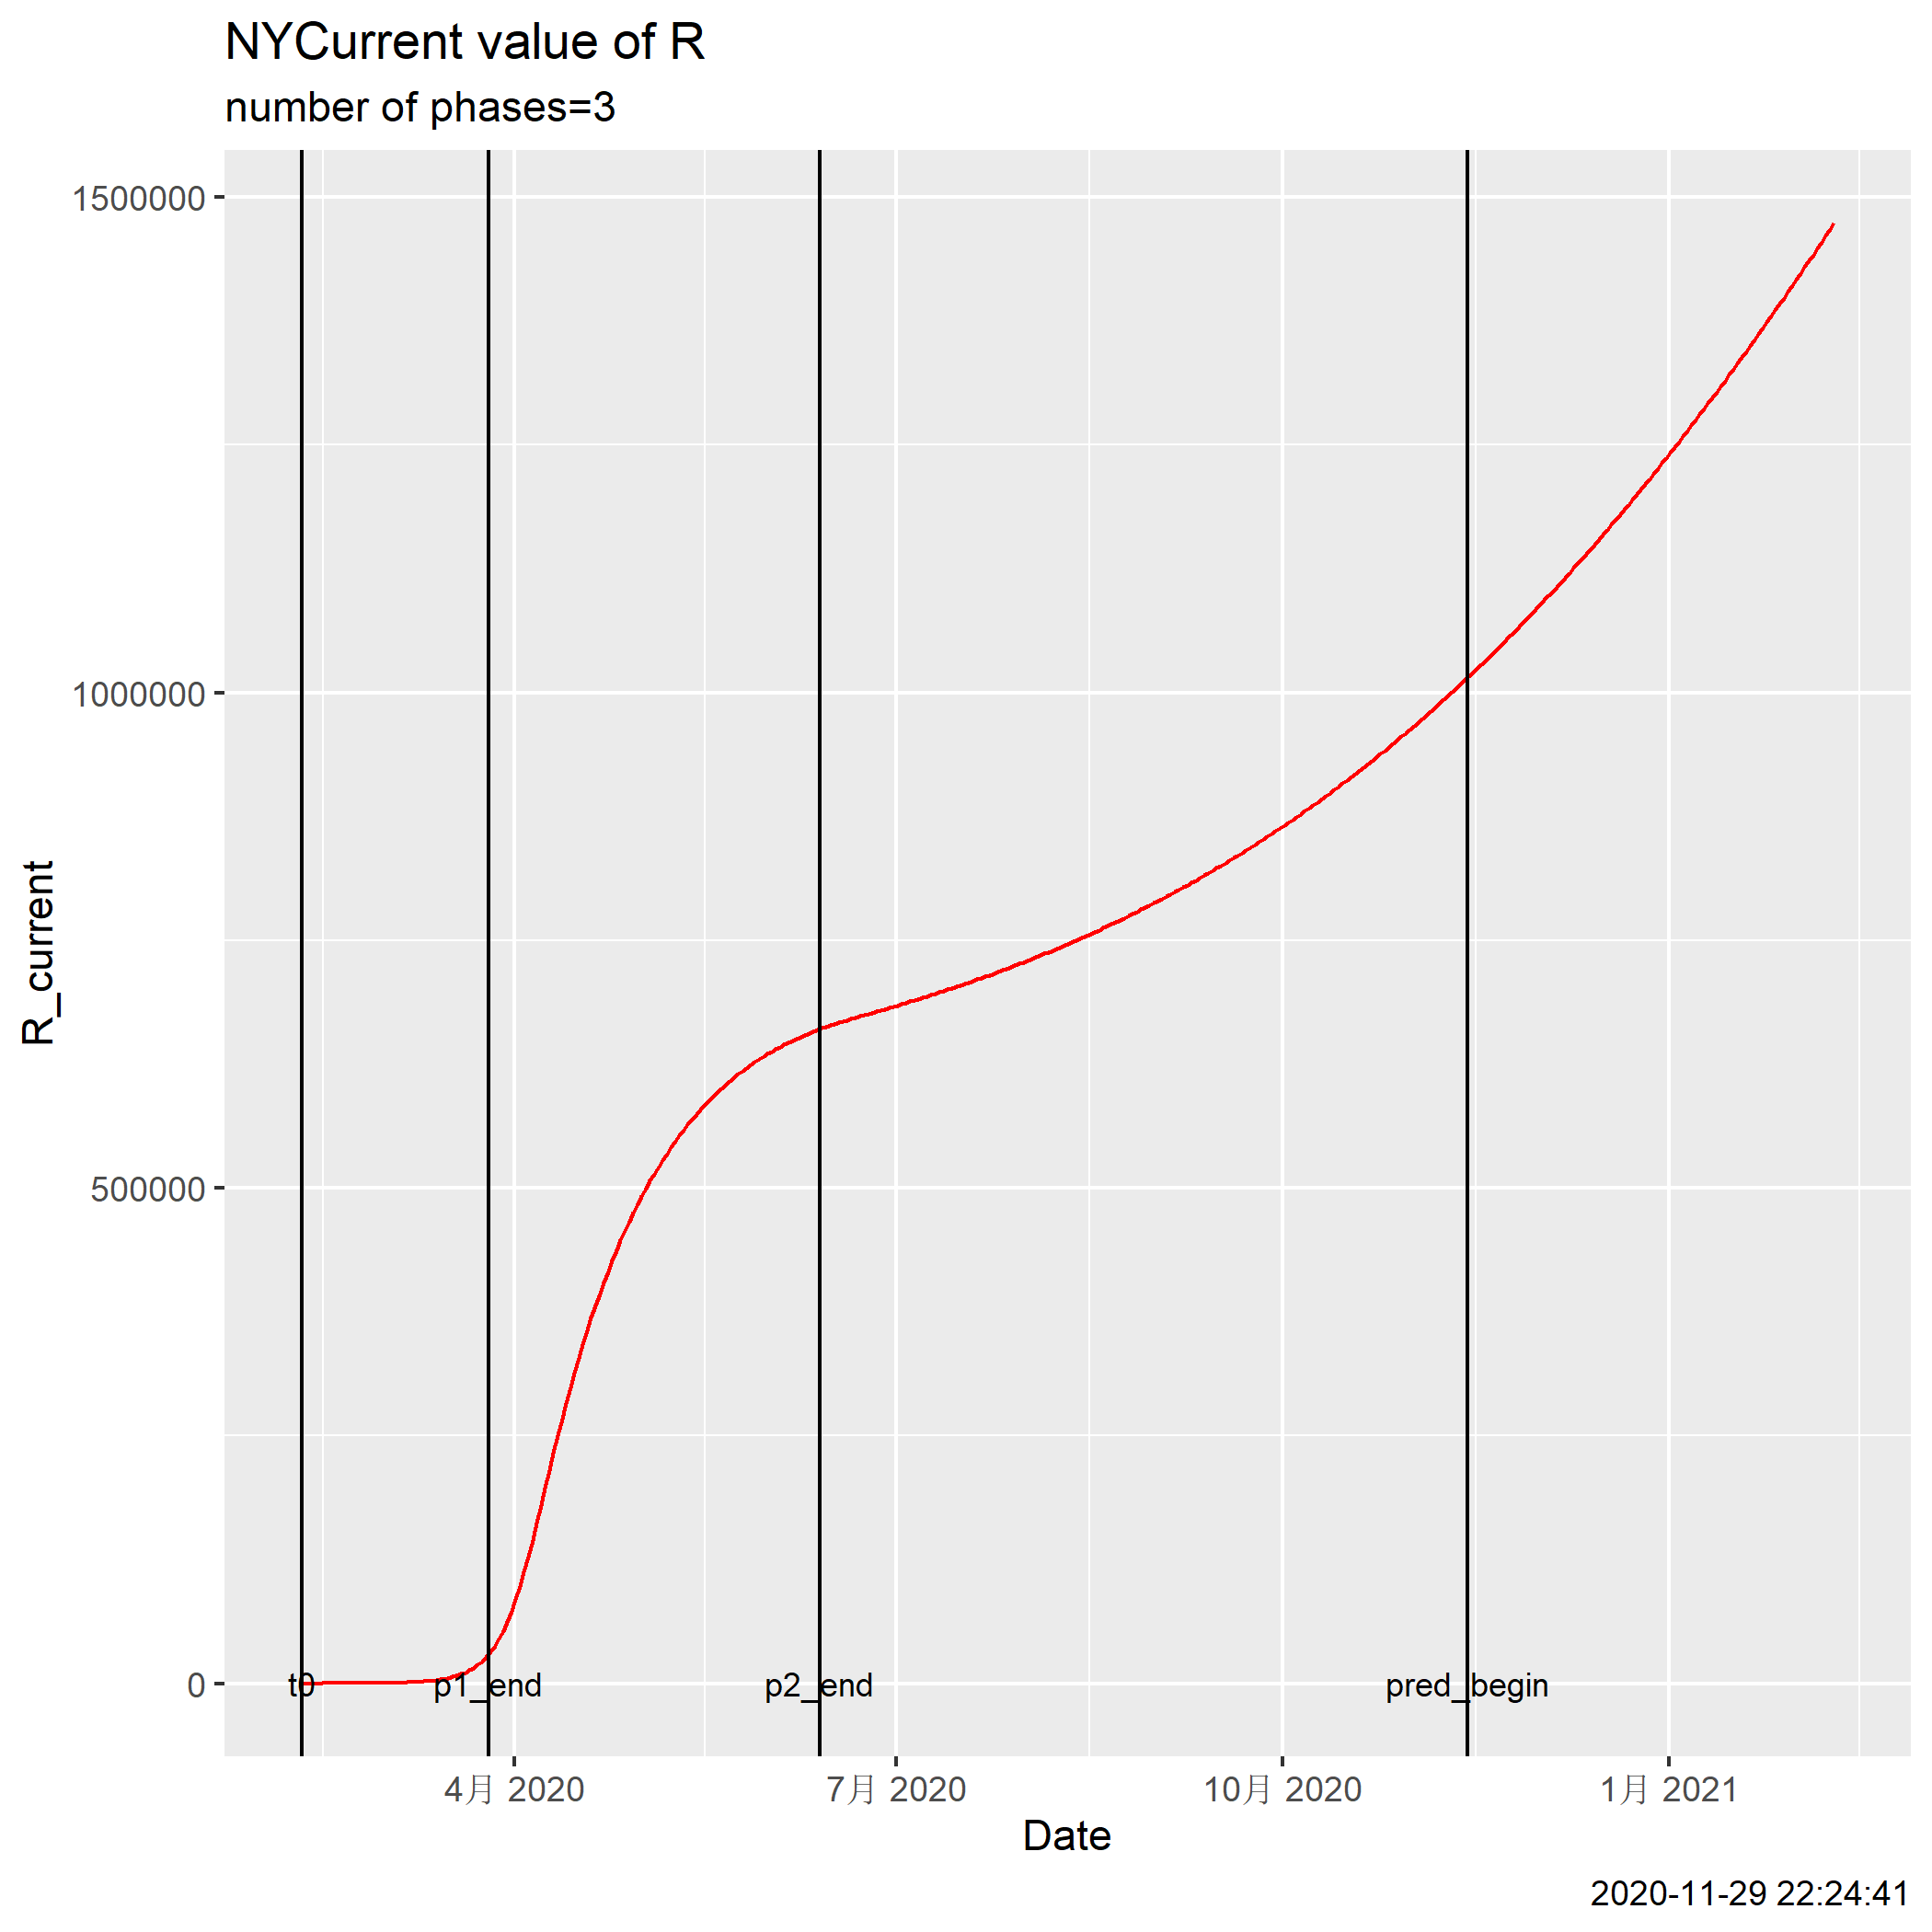 NYCurrent value of R
number of phases=3
1500000
1000000
500000
0
R_current
t0
p1_end
p2_end
pred_begin
4月 2020
7月 2020
10月 2020
1月 2021
Date
2020-11-29 22:24:41